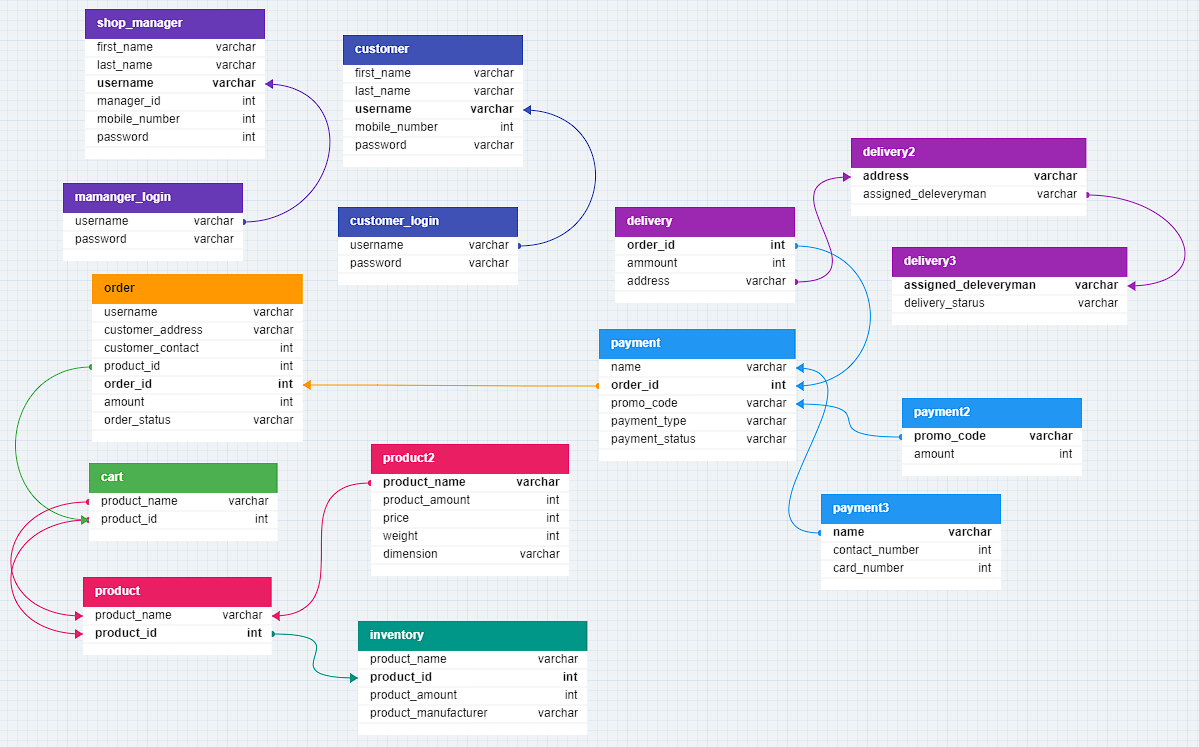 shop_manager
first_name varchar
last_name varchar
username varchar
manager_id int
mobile_number int
password int
customer
first_name varchar
last_name varchar
username varchar
mobile_number int
password varchar
mamanger_login
username varchar
password varchar
customer_login
username varchar
password varchar
delivery2
address varchar
assigned_deleveryman varchar
delivery
order_id int
ammount int
address varchar
delivery3
assigned_deleveryman varchar
delivery_starus varchar
order
username varchar
customer_address varchar
customer_contact int
product_id int
order_id int
amount int
order_status varchar
payment
name varchar
order_id int
promo_code varchar
payment_type varchar
payment_status varchar
payment2
promo_code varchar
amount int
cart
product_name varchar
product_id int
product2
product_name varchar
product_amount int
price int
weight int
dimension varchar
payment3
name varchar
contact_number int
card_number int
product
product_name varchar
product_id int
inventory
product_name varchar
product_id int
product_amount int
product_manufacturer varchar